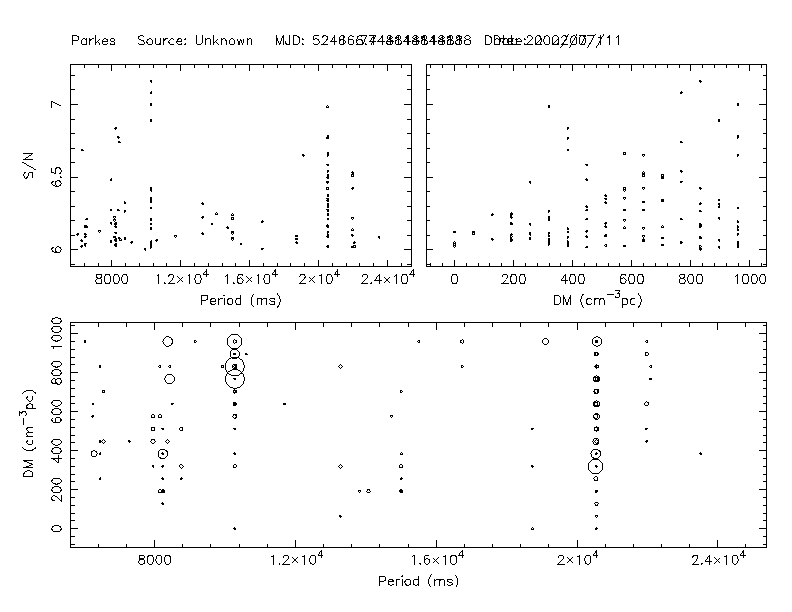 Parkes Source: Unknown MJD:
S/N
7
6.5
6
8000 1.2×10⁴ 1.6×10⁴ 2×10⁴ 2.4×10⁴
Period (ms)
0 200 400 600 800 1000
DM (cm⁻³pc)
DM (cm⁻³pc)
1000
800
600
400
200
0
8000 1.2×10⁴ 1.6×10⁴ 2×10⁴ 2.4×10⁴
Period (ms)